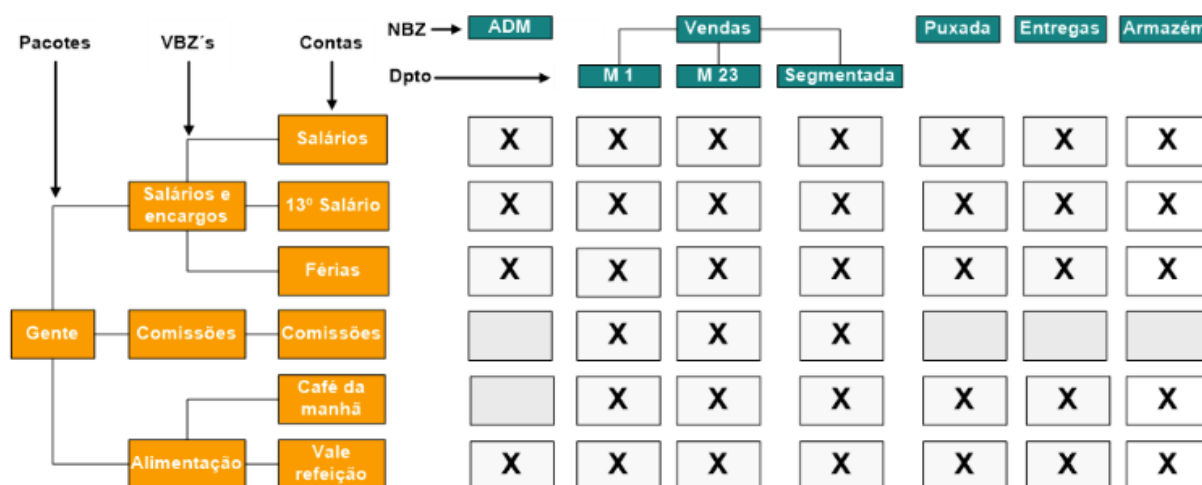 Pacotes VBZ´s Contas NBZ ADM Vendas Puxada Entregas Armazém
Dpto M 1 M 23 Segmentada
Salários X X X X X X X
Salários e
encargos
13º Salário X X X X X X X
Férias X X X X X X X
Gente Comissões Comissões X X X
Café da
manhã
X X X X X X
Alimentação
Vale
refeição
X X X X X X X